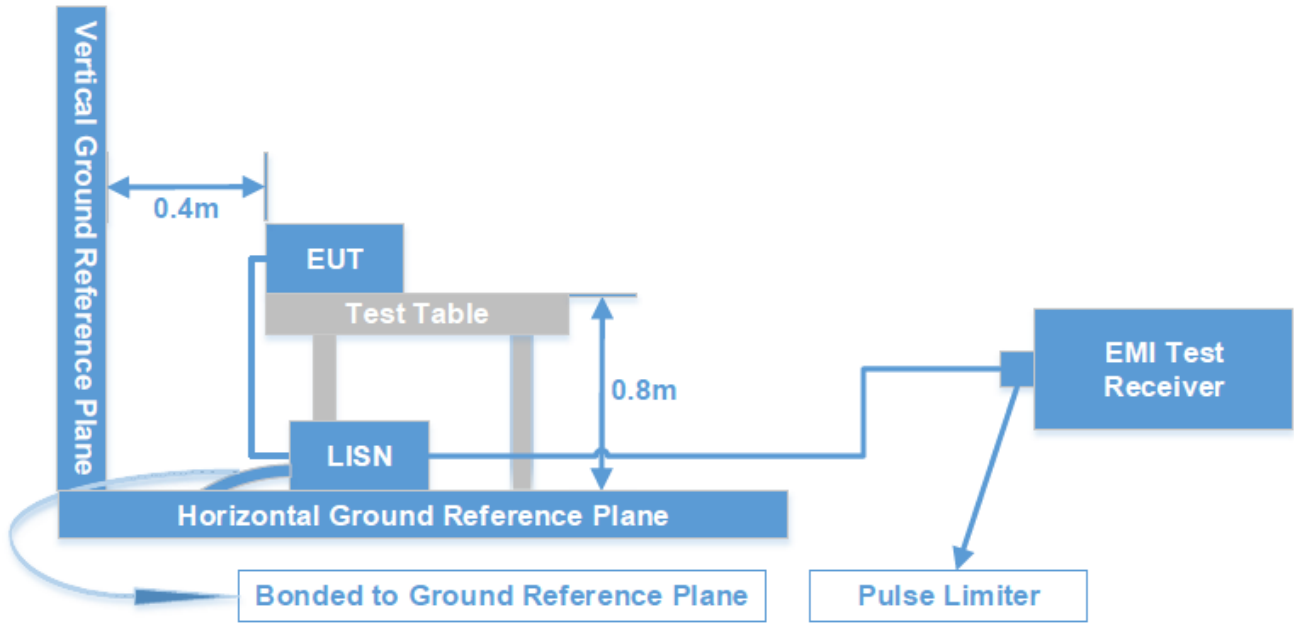 Vertical Ground Reference Plane
0.4m
EUT
Test Table
0.8m
EMI Test
Receiver
LISN
Horizontal Ground Reference Plane
Bonded to Ground Reference Plane
Pulse Limiter